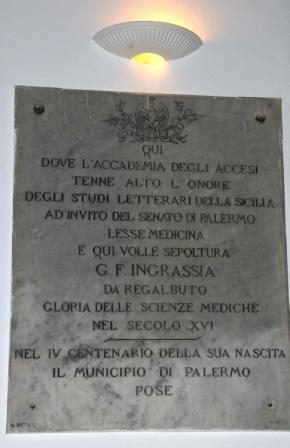 QUI
DOVE L'ACCADEMIA DEGLI ACCESI
TENNE ALTO L'ONORE
DEGLI STUDI LETTERARI DELLA SICILIA
AD INVITO DEL SENATO DI PALERMO
LESSE MEDICINA
E QUI VOLLE SEPOLTURA
G. F. INGRASSIA
DA REGALBUTO
GLORIA DELLE SCIENZE MEDICHE
NEL SECOLO XVI
NEL IV CENTENARIO DELLA SUA NASCITA
IL MUNICIPIO DI PALERMO
POSE